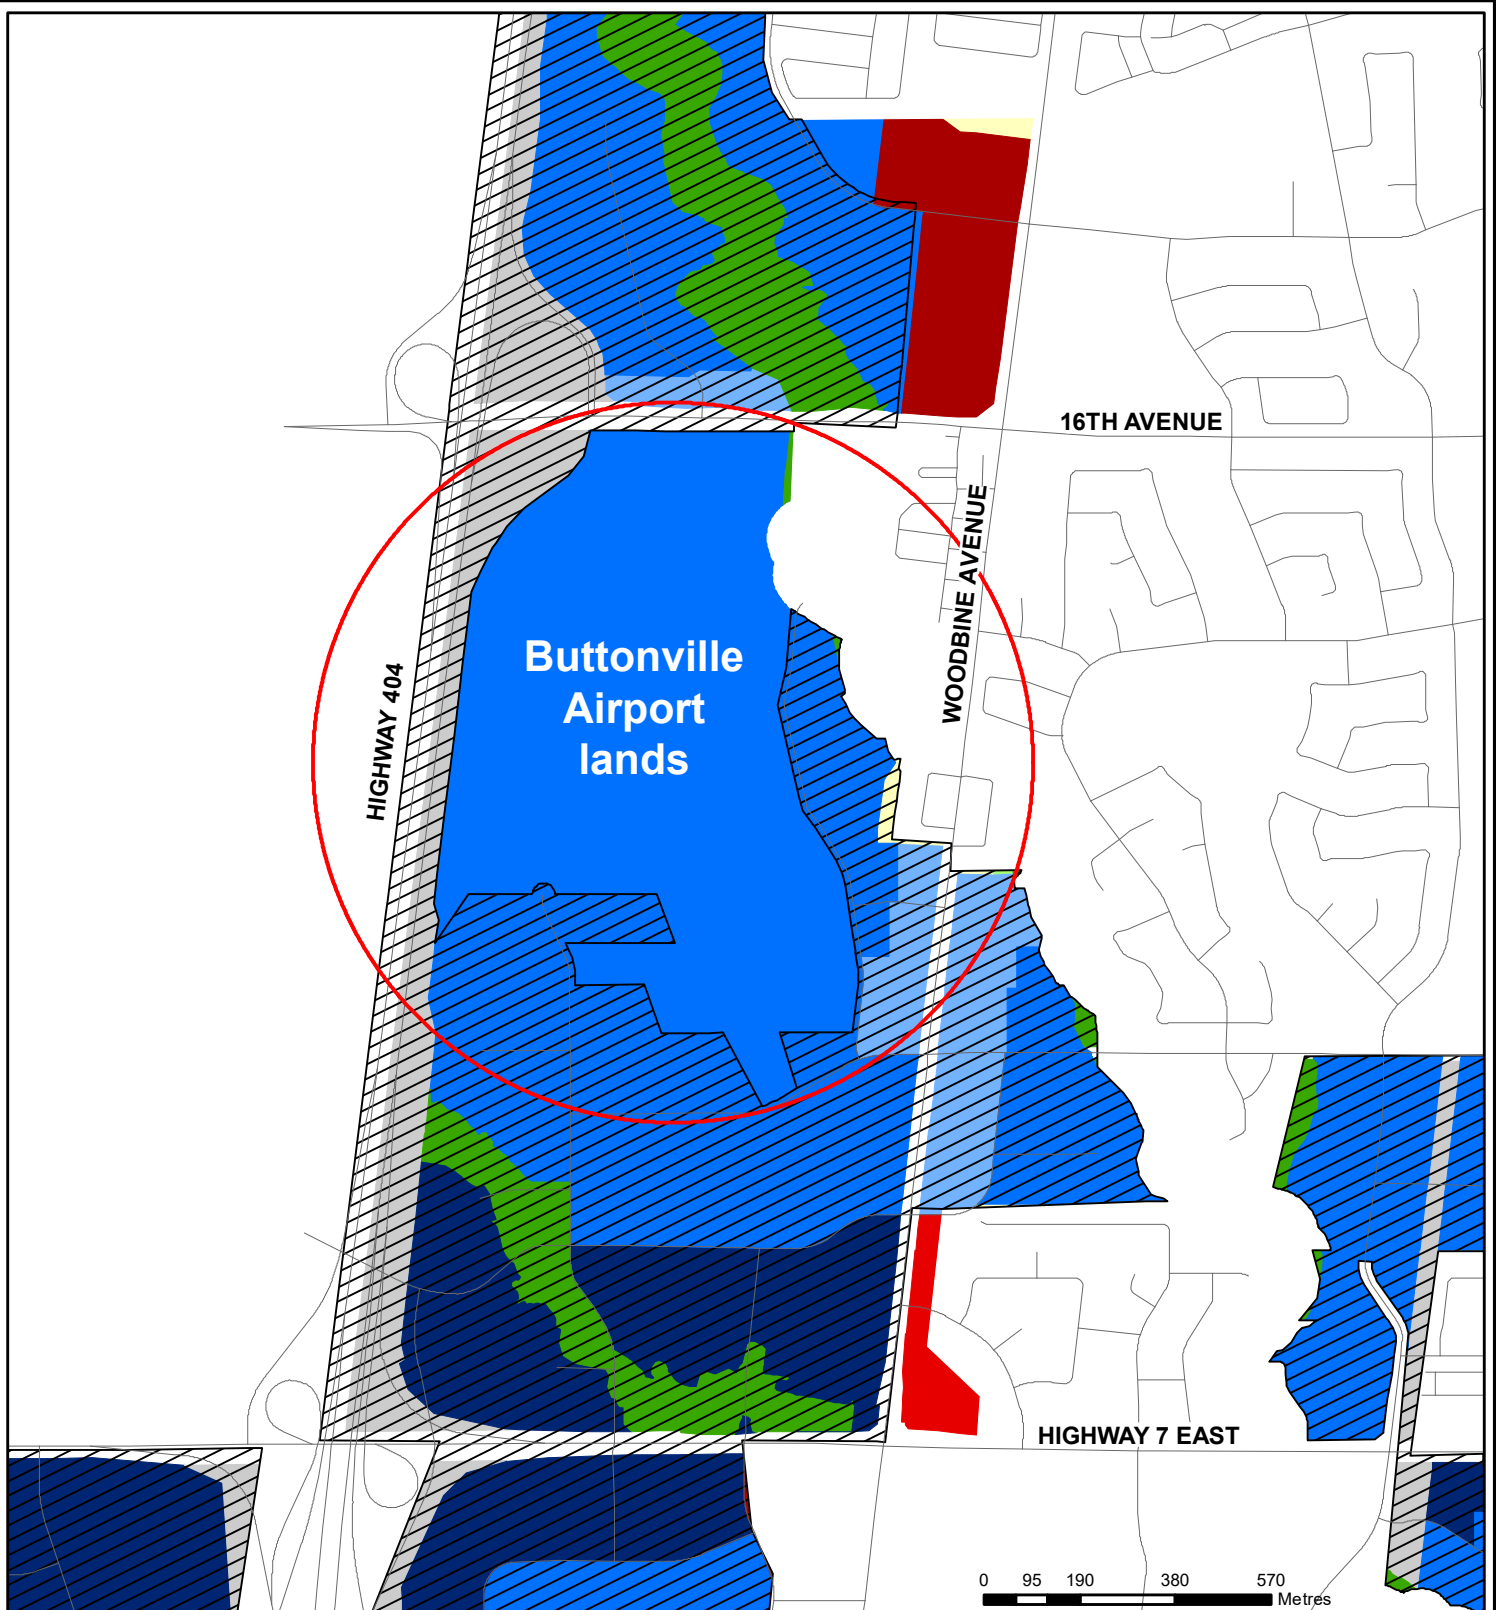 16TH AVENUE
WOODBINE AVENUE
Buttonville
Airport
lands
HIGHWAY 404
HIGHWAY 7 EAST
0 95 190 380 570
Metres